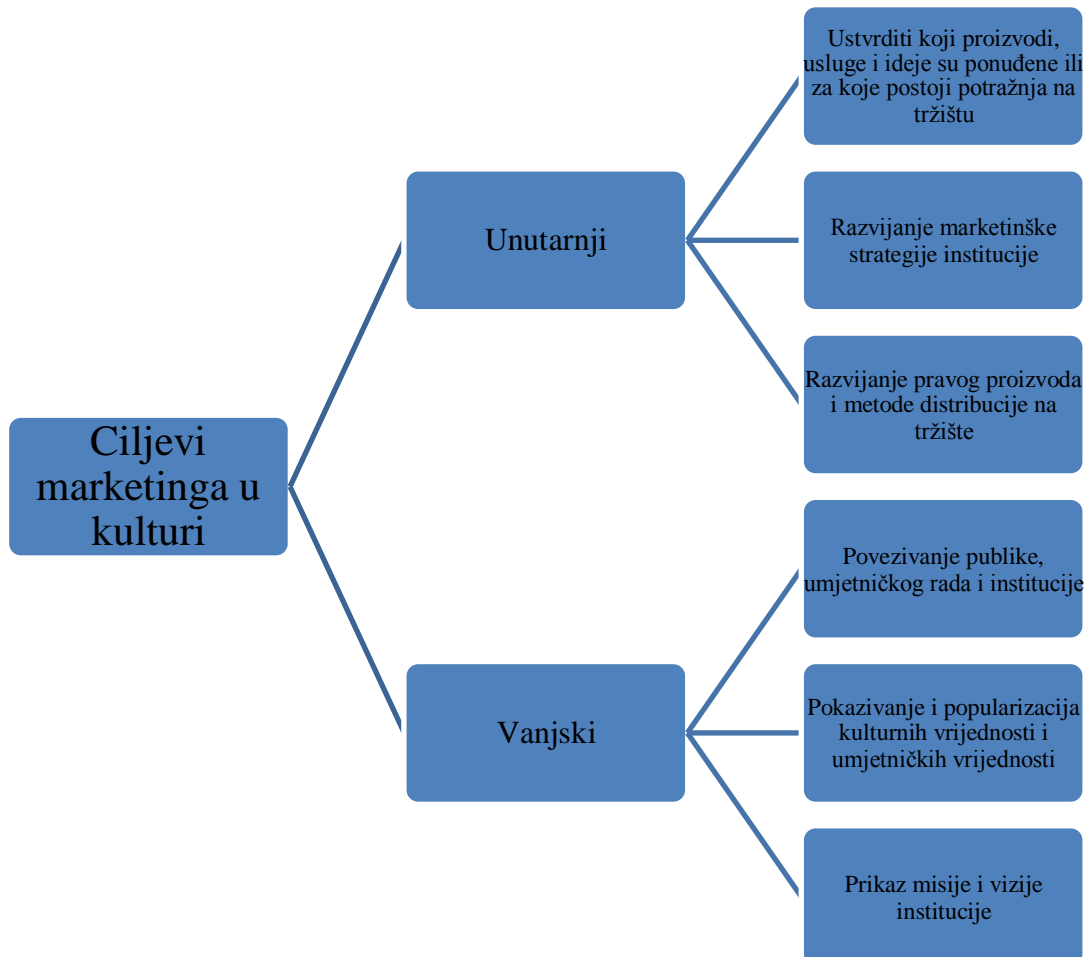 Ciljevi
marketinga u
kulturi
Unutarnji
Ustvrditi koji proizvodi,
usluge i ideje su ponuđene ili
za koje postoji potražnja na
tržištu
Razvijanje marketinške
strategije institucije
Razvijanje pravog proizvoda
i metode distribucije na
tržište
Vanjski
Povezivanje publike,
umjetničkog rada i institucije
Pokazivanje i popularizacija
kulturnih vrijednosti i
umjetničkih vrijednosti
Prikaz misije i vizije
institucije